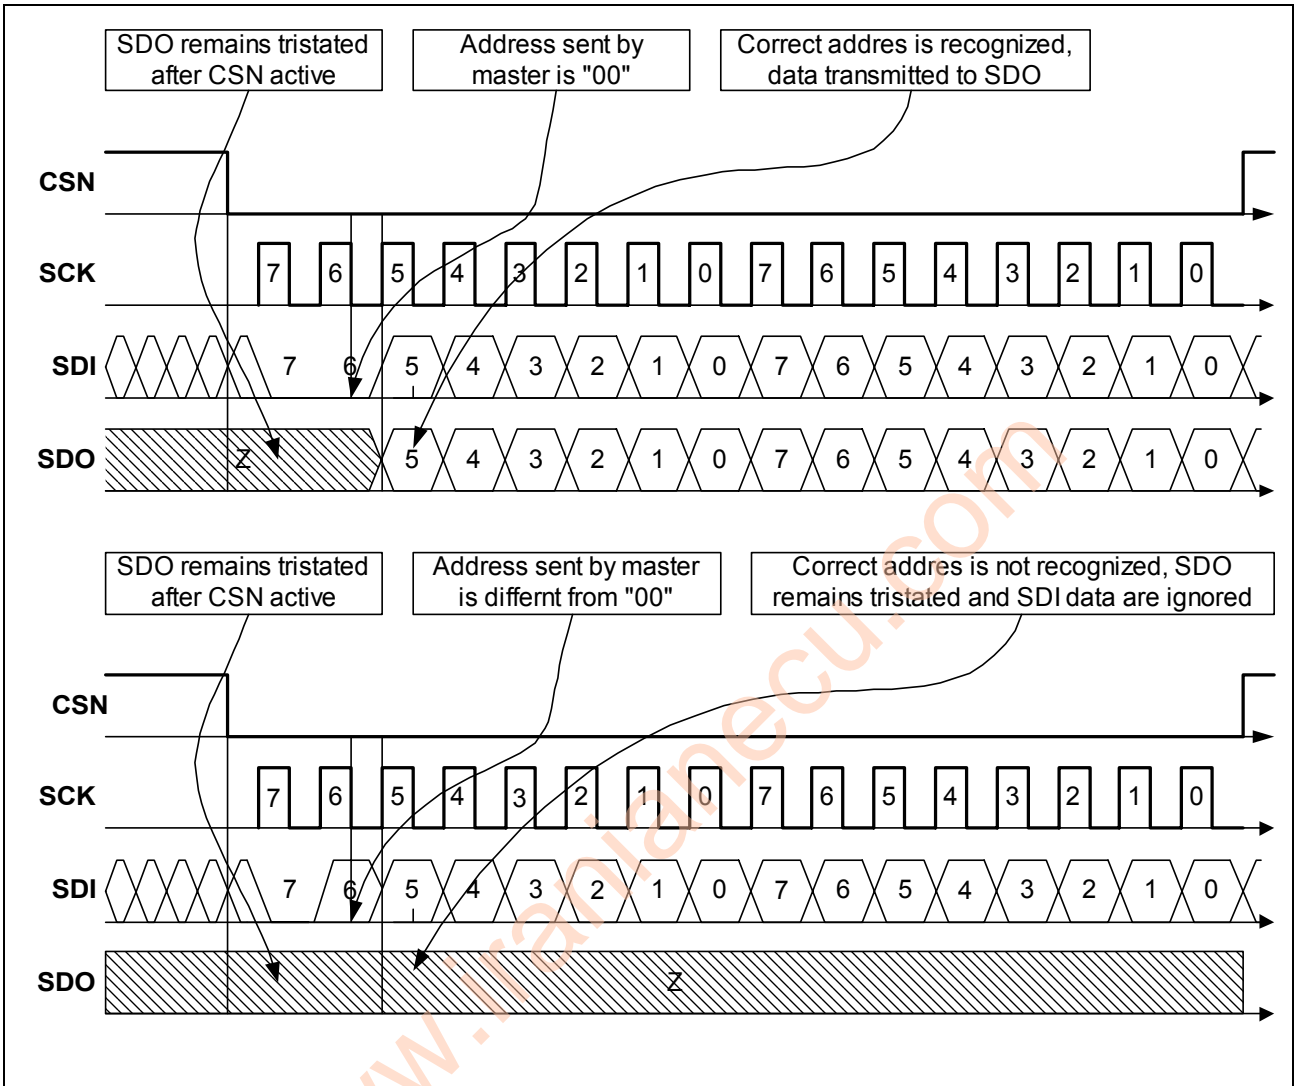 SDO remains tristated
after CSN active
Address sent by
master is "00"
Correct addres is recognized,
data transmitted to SDO
CSN
SCK
7 6 5 4 3 2 1 0 7 6 5 4 3 2 1 0
SDI
7 6 5 4 3 2 1 0 7 6 5 4 3 2 1 0
SDO
Z 5 4 3 2 1 0 7 6 5 4 3 2 1 0
SDO remains tristated
after CSN active
Address sent by master
is differnt from "00"
Correct addres is not recognized, SDO
remains tristated and SDI data are ignored
CSN
SCK
7 6 5 4 3 2 1 0 7 6 5 4 3 2 1 0
SDI
7 6 5 4 3 2 1 0 7 6 5 4 3 2 1 0
SDO
Z
w.iranianecu.com